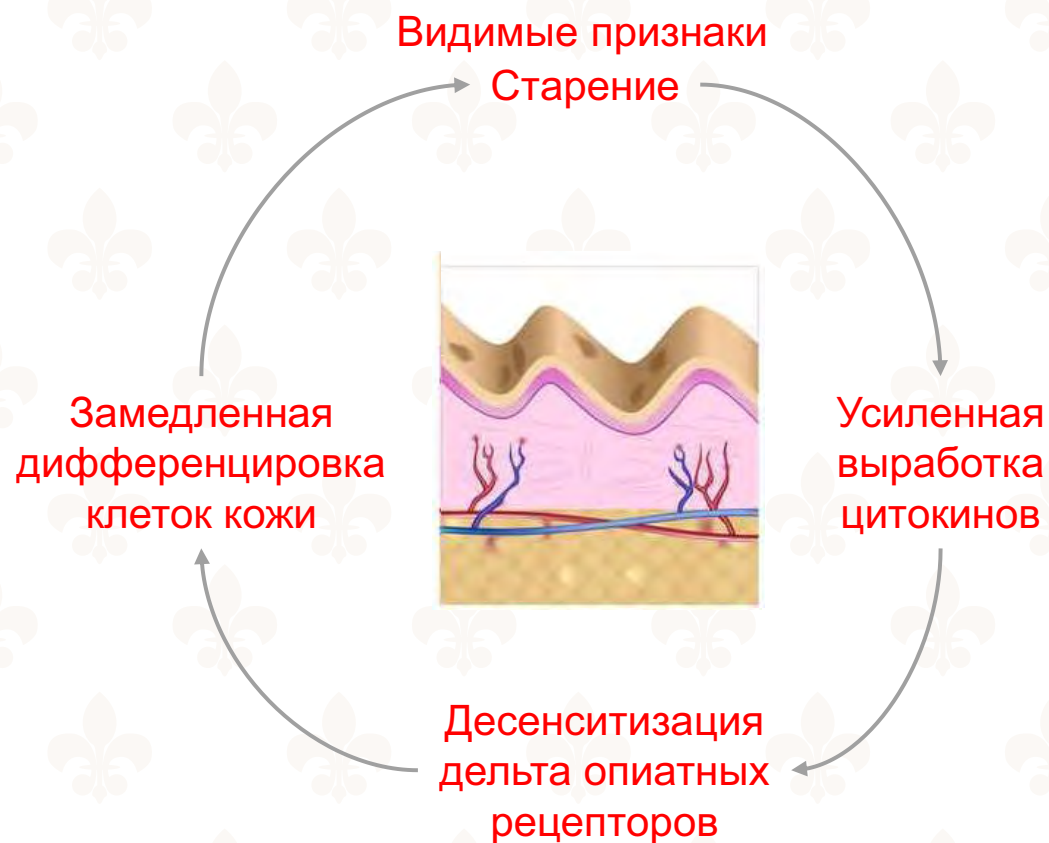 Видимые признаки
Старение
Усиленная
выработка
цитокинов
Десенситизация
дельта опиатных
рецепторов
Замедленная
дифференцировка
клеток кожи